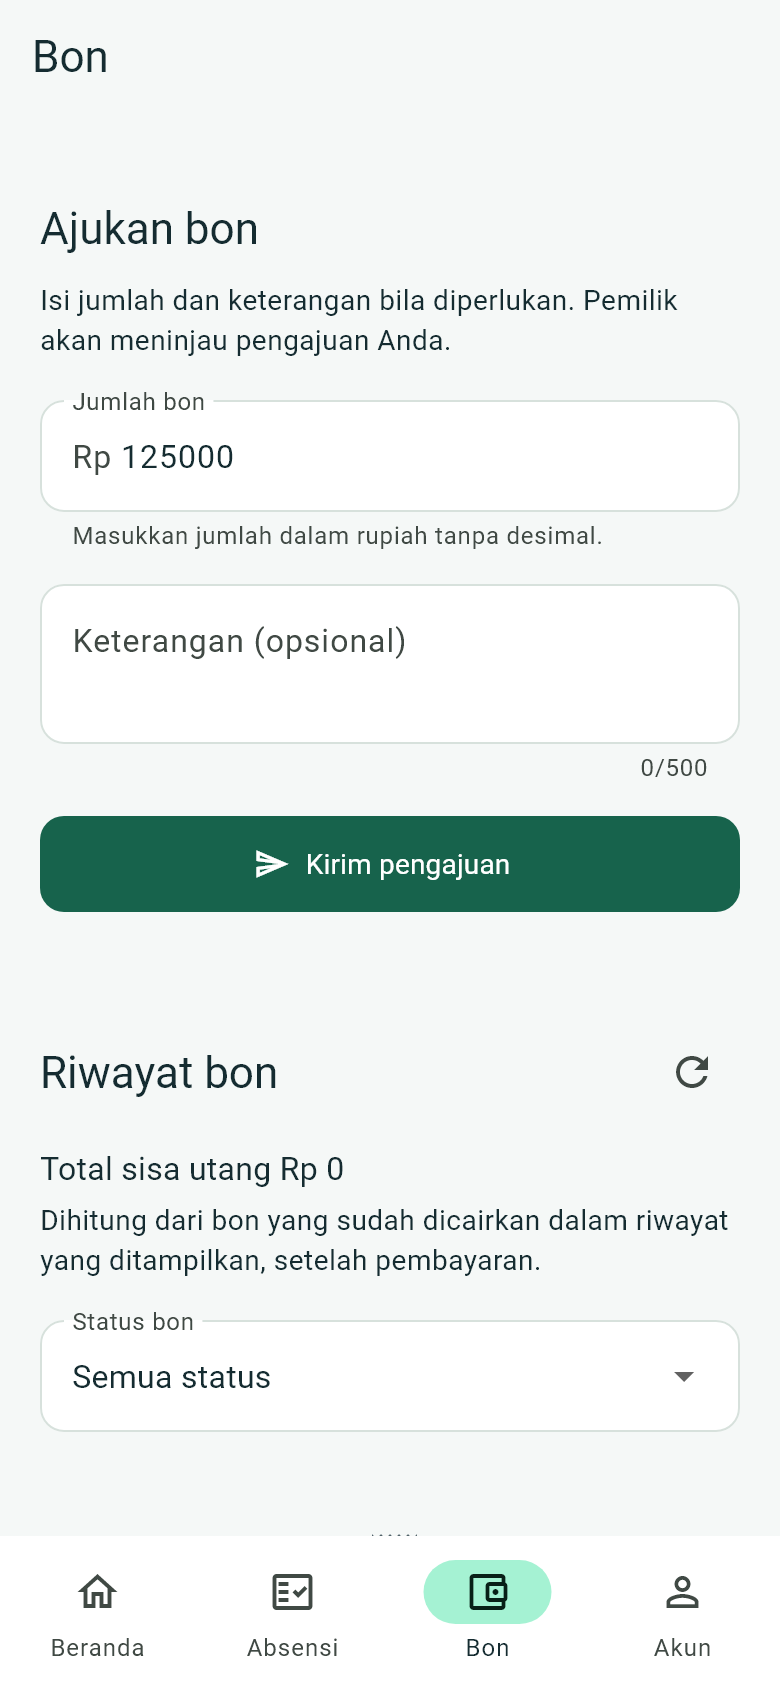 Bon
Ajukan bon
Isi jumlah dan keterangan bila diperlukan. Pemilik
akan meninjau pengajuan Anda.
Jumlah bon
Rp 125000
Masukkan jumlah dalam rupiah tanpa desimal.
Keterangan (opsional)
0/500
Kirim pengajuan
Riwayat bon
Total sisa utang Rp 0
Dihitung dari bon yang sudah dicairkan dalam riwayat
yang ditampilkan, setelah pembayaran.
Status bon
Semua status
Beranda
Absensi
Bon
Akun